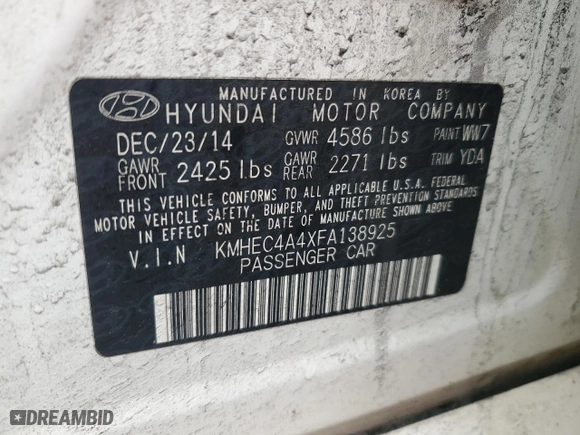 MANUFACTURED IN KOREA BY
HYUNDAI MOTOR COMPANY
DEC/23/14 GVWR 4586 lbs PAINT WW7
GAWR FRONT 2425 lbs GAWR REAR 2271 lbs TRIM YDA
THIS VEHICLE CONFORMS TO ALL APPLICABLE U.S.A. FEDERAL
MOTOR VEHICLE SAFETY, BUMPER, AND THEFT PREVENTION STANDARDS
IN EFFECT ON THE DATE OF MANUFACTURE SHOWN ABOVE.
V.I.N KMHEC4A4XFA138925
PASSENGER CAR
DREAMBID